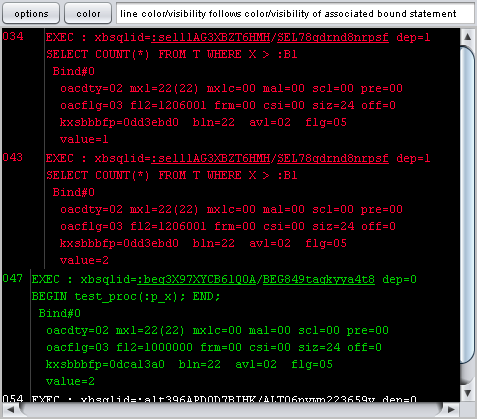 options color line color/visibility follows color/visibility of associated bound statement
034 EXEC : xbsqlid=:sel11AG3XBZT6HMH/SEL78qdrnd8nrpsf dep=1
SELECT COUNT(*) FROM T WHERE X > :B1
Bind#0
oacdty=02 mxl=22(22) mxlc=00 mal=00 scl=00 pre=00
oacflg=03 fl2=1206001 frm=00 csi=00 siz=24 off=0
kxsbbbfp=0dd3ebd0 bln=22 avl=02 flg=05
value=1
043 EXEC : xbsqlid=:sel11AG3XBZT6HMH/SEL78qdrnd8nrpsf dep=1
SELECT COUNT(*) FROM T WHERE X > :B1
Bind#0
oacdty=02 mxl=22(22) mxlc=00 mal=00 scl=00 pre=00
oacflg=03 fl2=1206001 frm=00 csi=00 siz=24 off=0
kxsbbbfp=0dd3ebd0 bln=22 avl=02 flg=05
value=2
047 EXEC : xbsqlid=:beg3X97XYCB6lQ0A/BEG849taqkvva4t8 dep=0
BEGIN test_proc(:p_x); END;
Bind#0
oacdty=02 mxl=22(22) mxlc=00 mal=00 scl=00 pre=00
oacflg=03 fl2=1000000 frm=00 csi=00 siz=24 off=0
kxsbbbfp=0dca13a0 bln=22 avl=02 flg=05
value=2
054 EXEC : dep=0